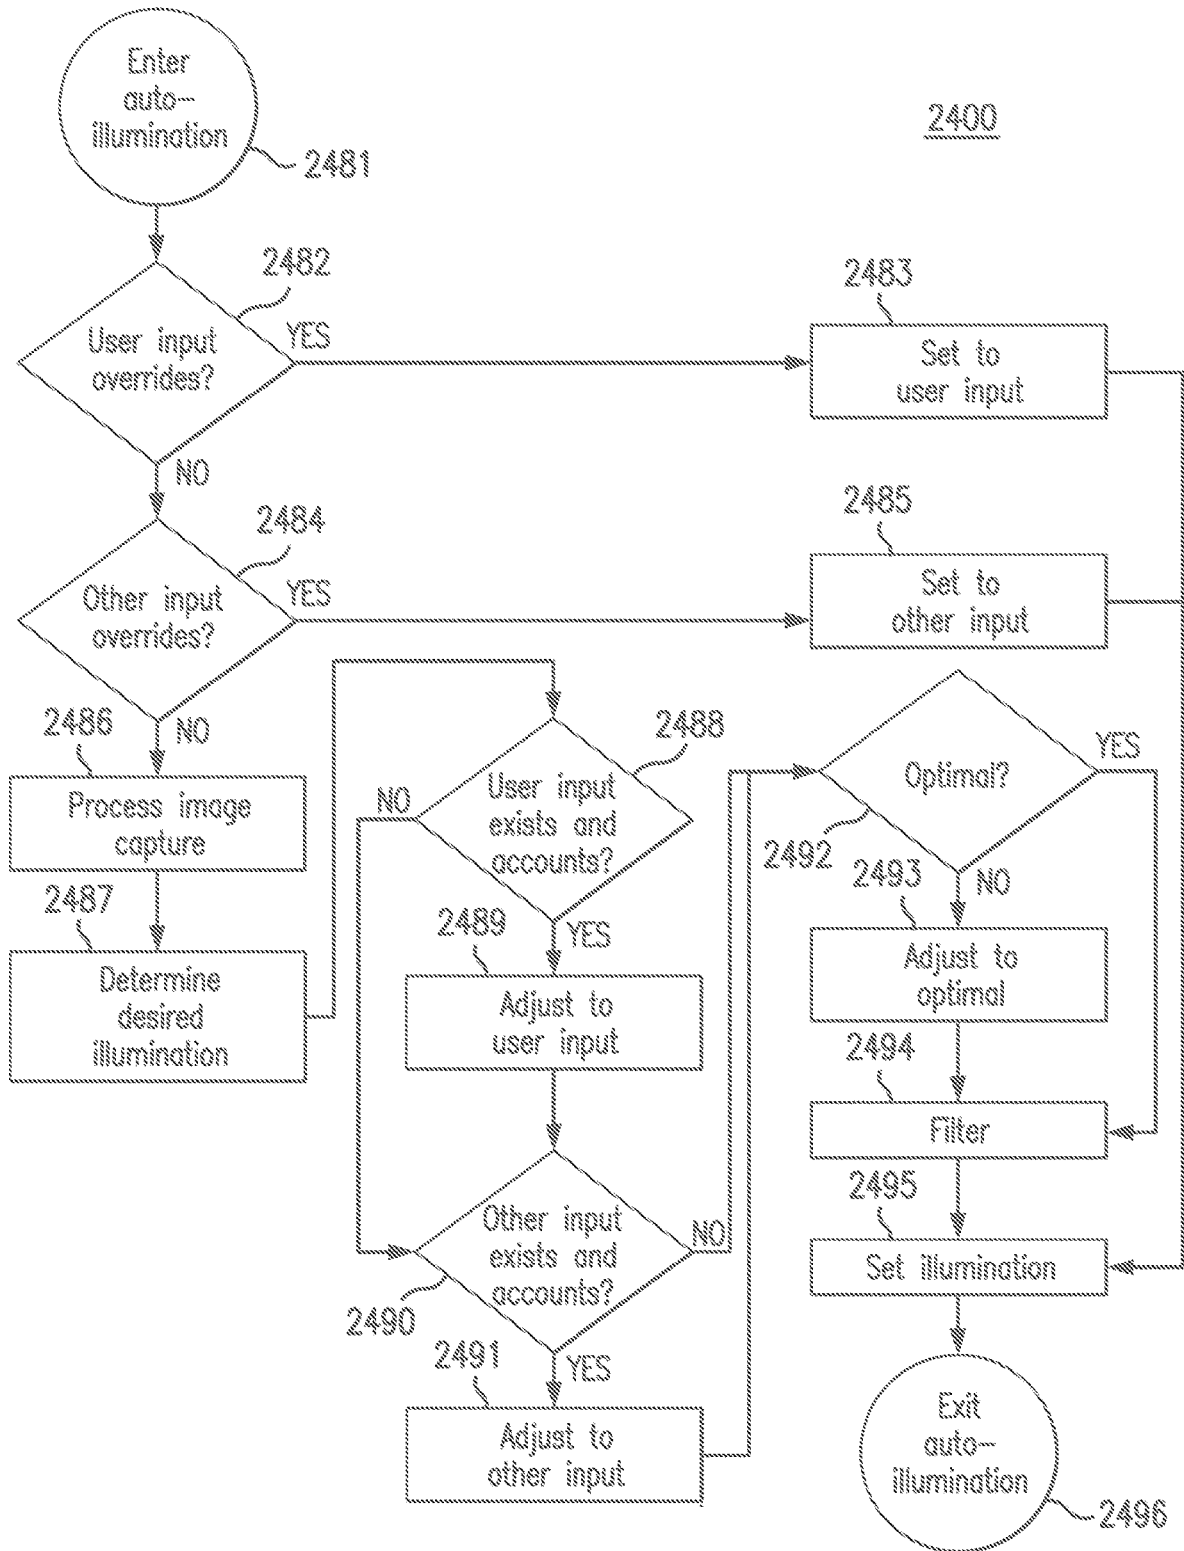 Enter
auto-
illumination
2481
2400
2482
User input
overrides?
YES
NO
2483
Set to
user input
2484
Other input
overrides?
YES
NO
2485
Set to
other input
2486
Process image
capture
2487
Determine
desired
illumination
2488
User input
exists and
accounts?
NO
YES
2489
Adjust to
user input
2490
Other input
exists and
accounts?
NO
YES
2491
Adjust to
other input
Optimal?
2492
YES
NO
2493
Adjust to
optimal
2494
Filter
2495
Set illumination
Exit
auto-
illumination
2496